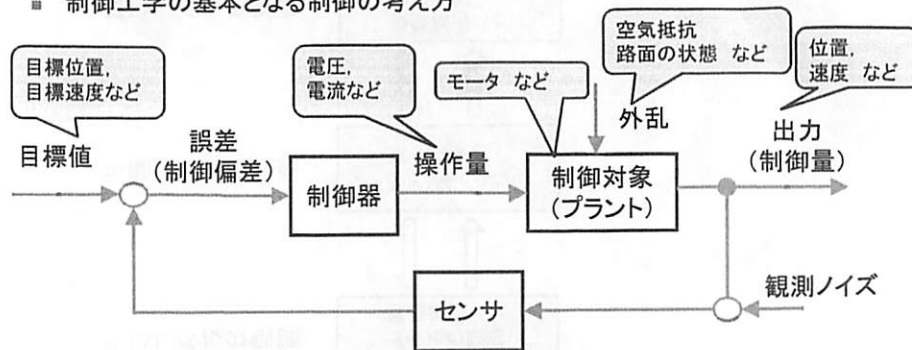 ■ 制御工学の基本となる制御の考え方
目標位置,
目標速度など
電圧,
電流など
モータ など
空気抵抗
路面の状態 など
位置,
速度 など
目標値
誤差
(制御偏差)
制御器
操作量
外乱
制御対象
(プラント)
出力
(制御量)
センサ
観測ノイズ